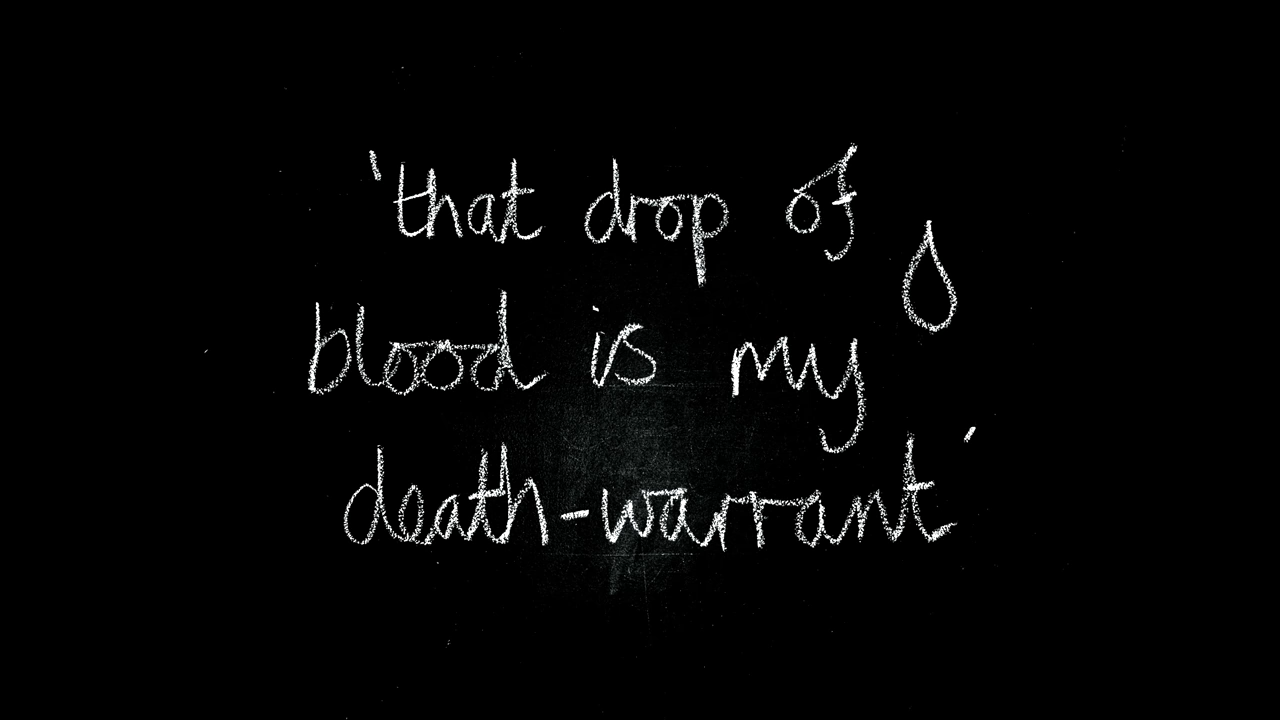 'that drop of
blood is my
death-warrant'